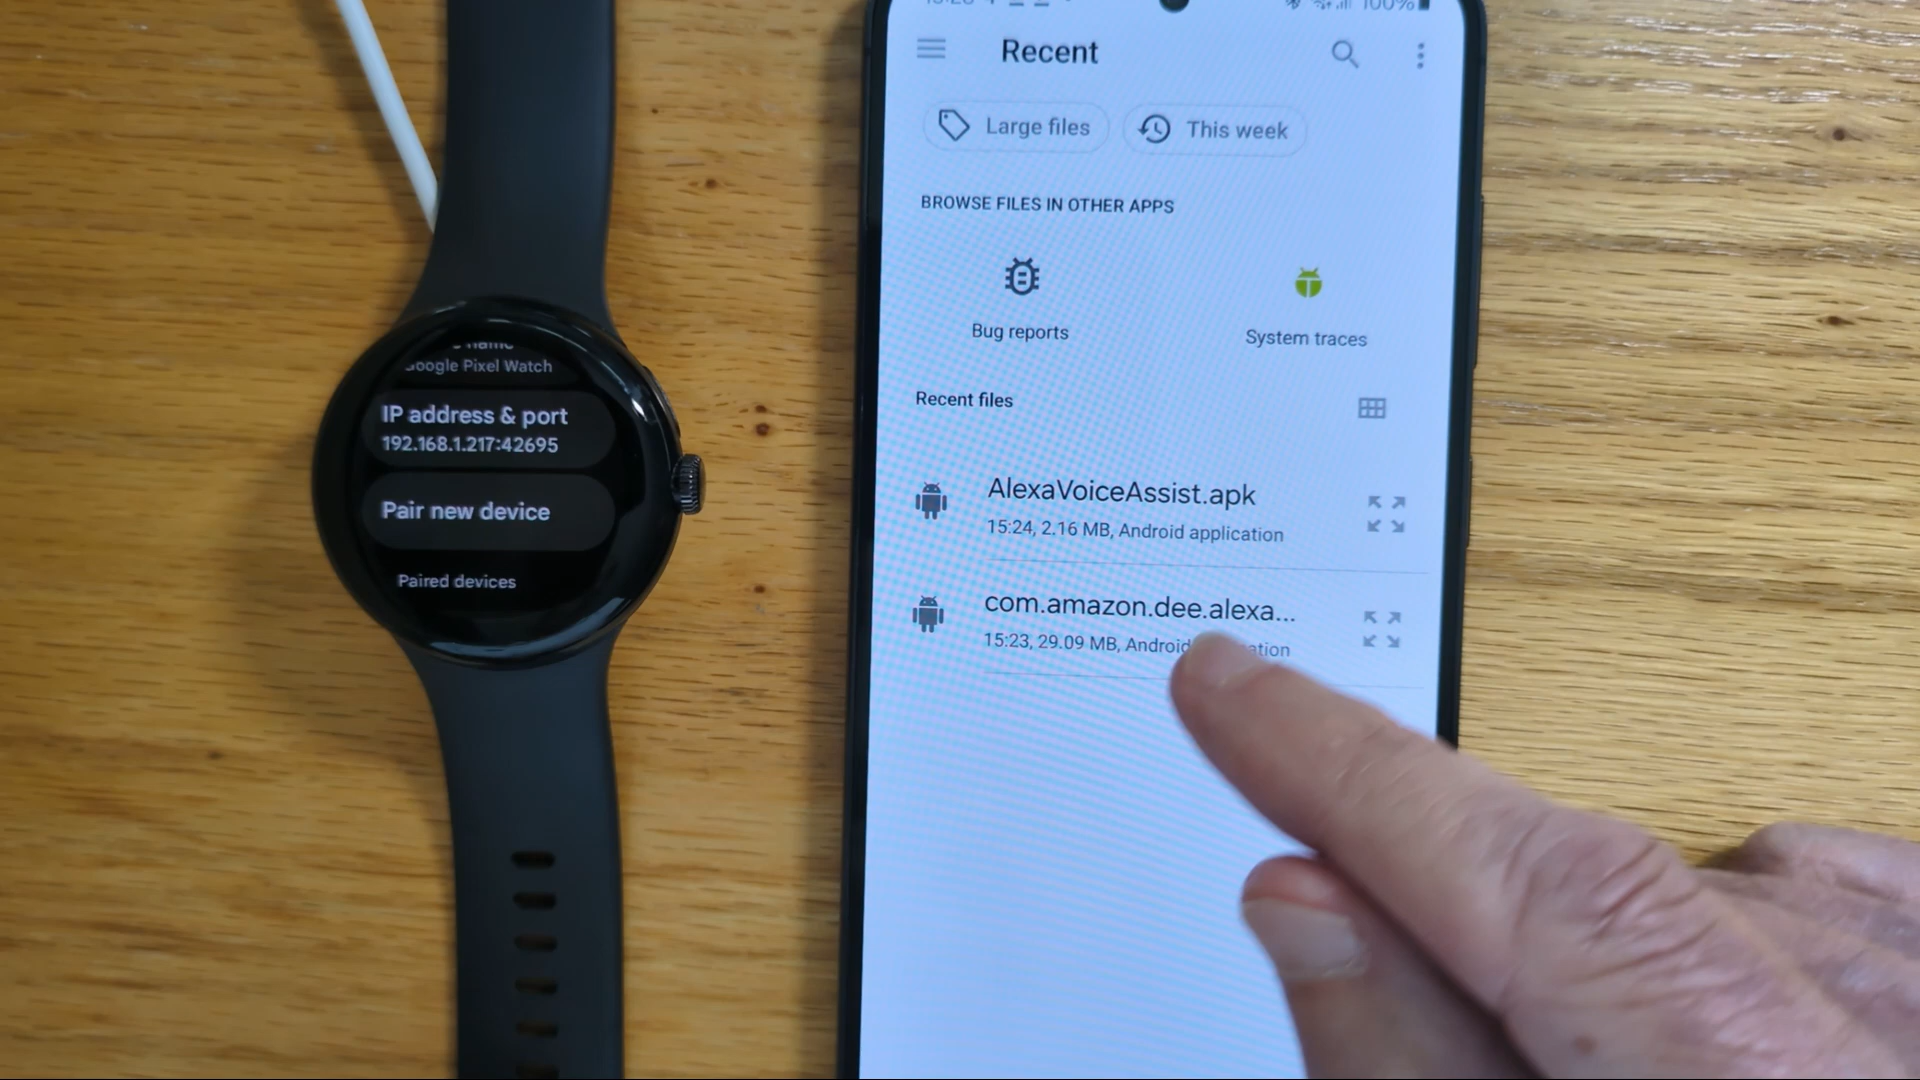 Google Pixel Watch
IP address & port
192.168.1.217:42695
Pair new device
Paired devices
100%
Recent
Large files
This week
BROWSE FILES IN OTHER APPS
Bug reports
System traces
Recent files
AlexaVoiceAssist.apk
15:24, 2.16 MB, Android application
com.amazon.dee.alexa...
15:23, 29.09 MB, Android